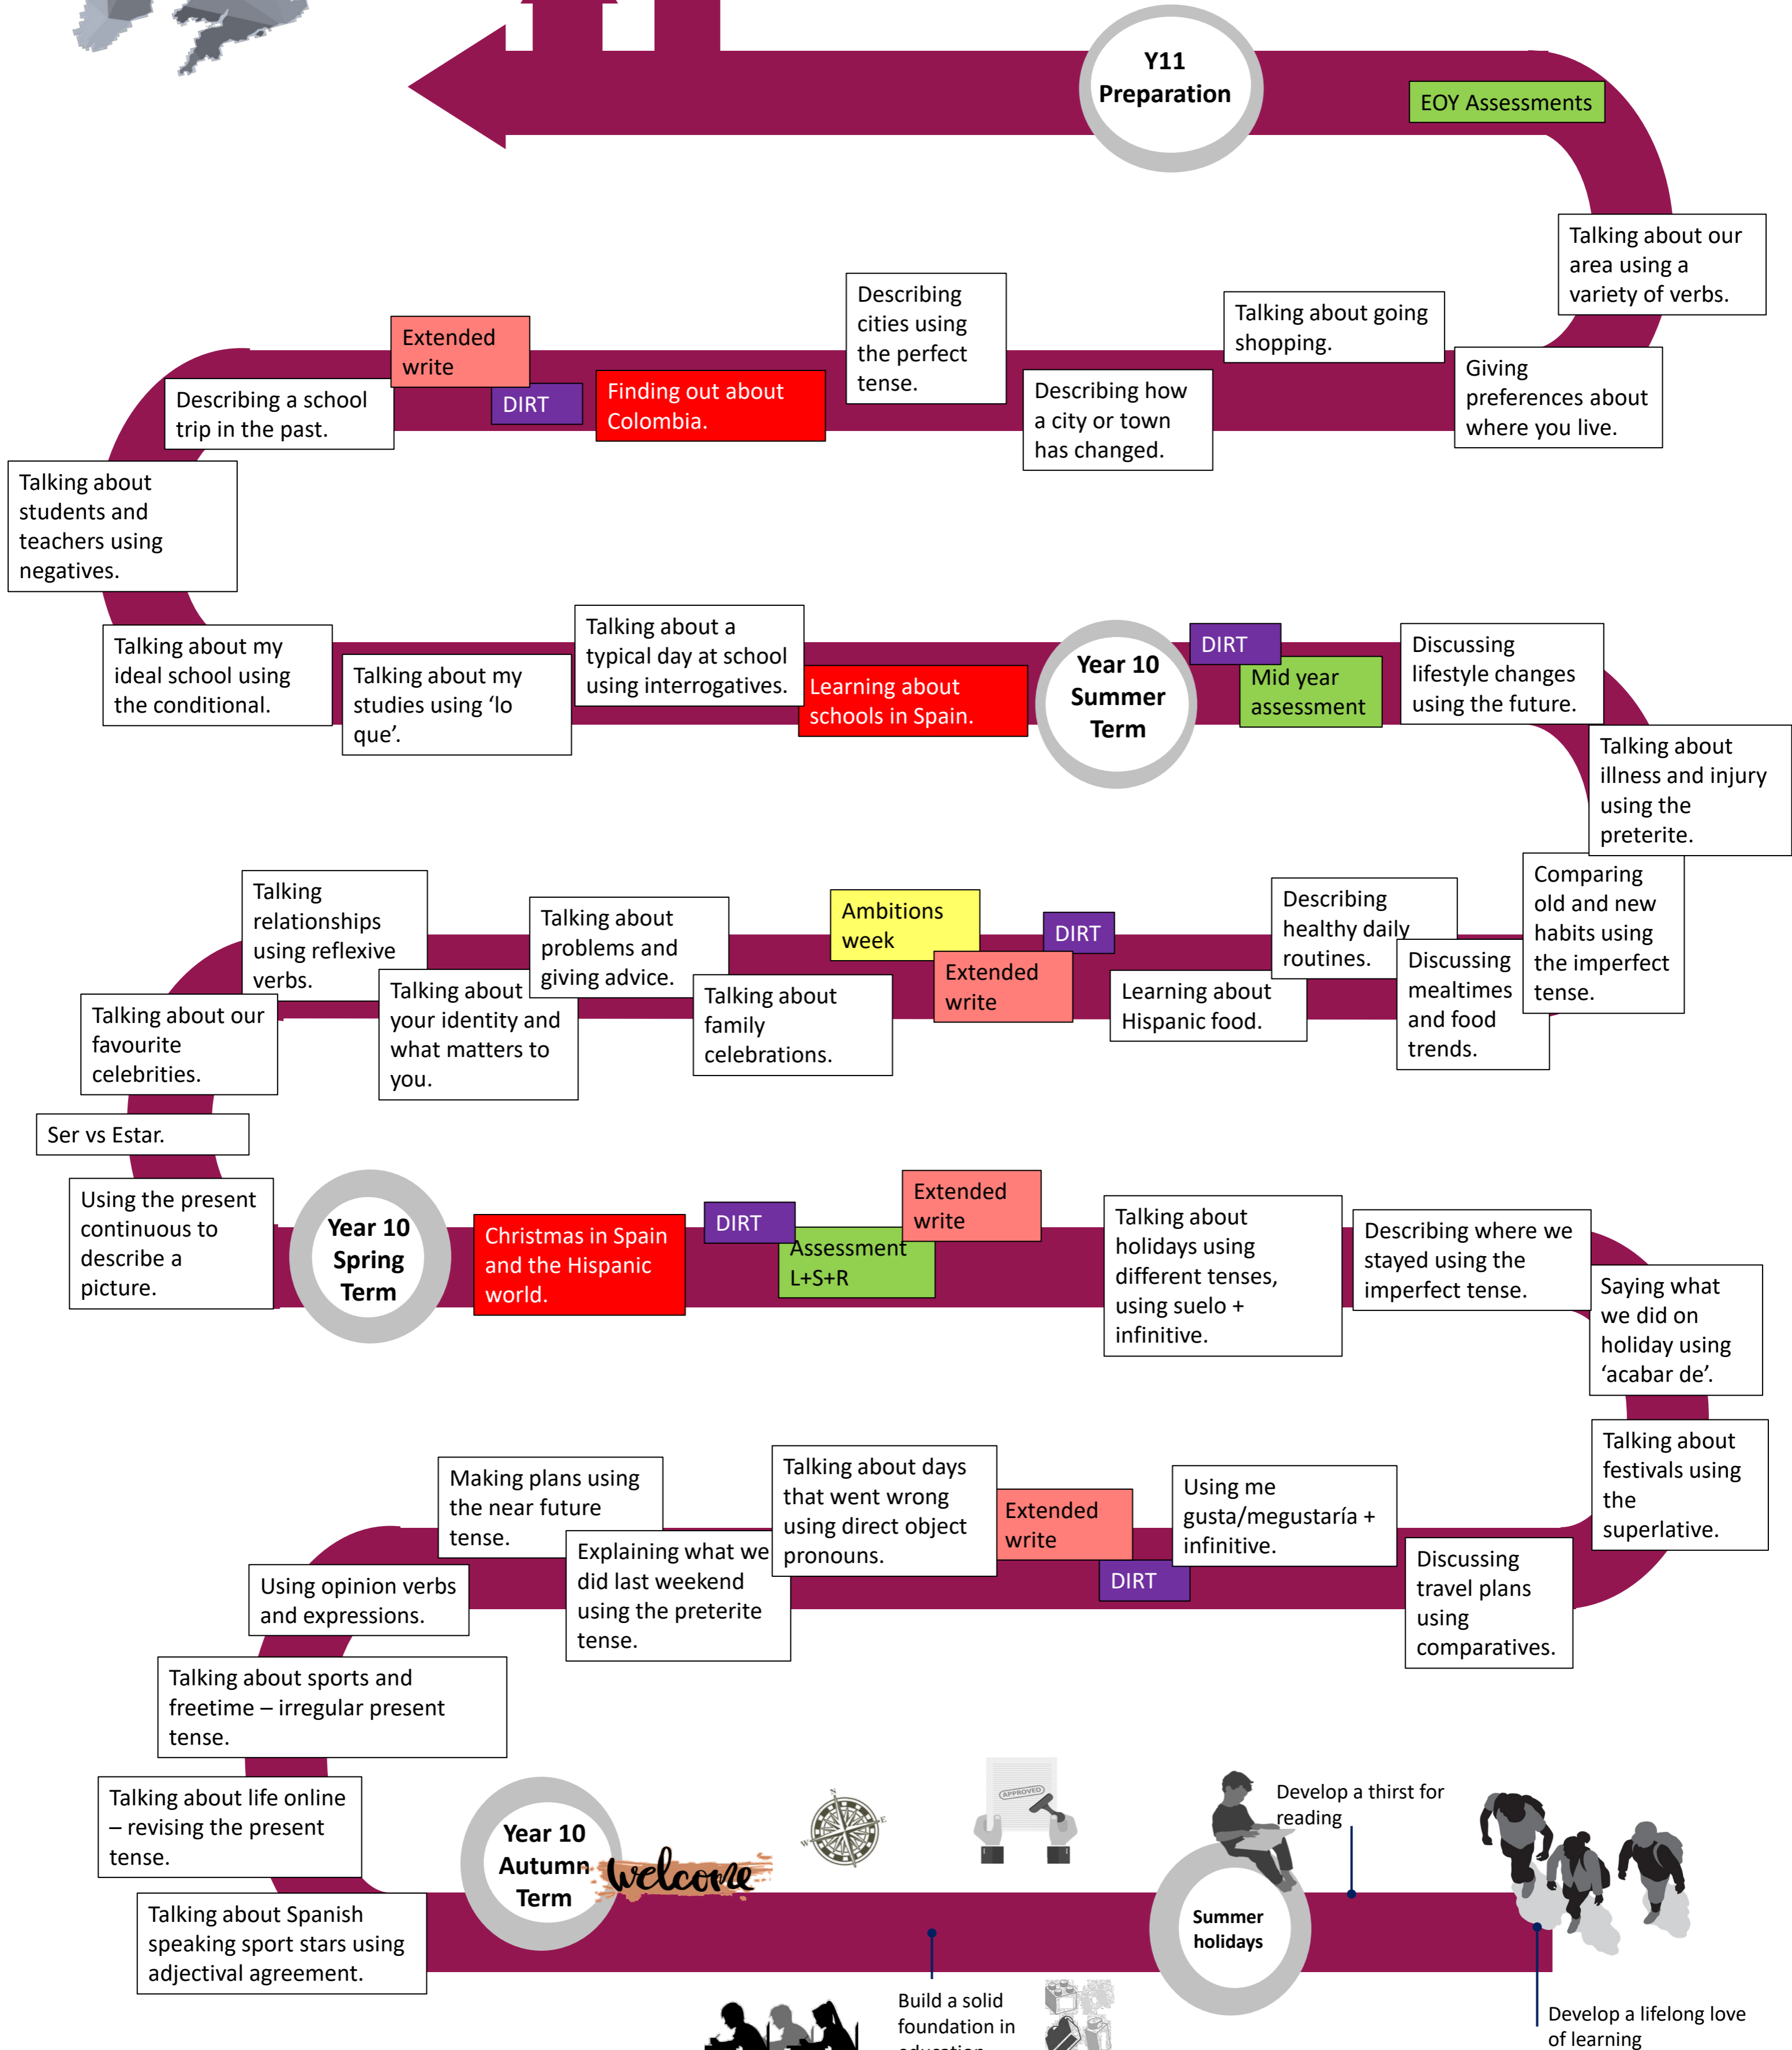 Y11
Preparation
EOY Assessments
Talking about our
area using a
variety of verbs.
Giving
preferences about
where you live.
Talking about going
shopping.
Describing how
a city or town
has changed.
Describing
cities using
the perfect
tense.
Finding out about
Colombia.
DIRT
Extended
write
Describing a school
trip in the past.
Talking about
students and
teachers using
negatives.
Talking about my
ideal school using
the conditional.
Talking about my
studies using ‘lo
que’.
Talking about a
typical day at school
using interrogatives.
Learning about
schools in Spain.
Year 10
Summer
Term
DIRT
Mid year
assessment
Discussing
lifestyle changes
using the future.
Talking about
illness and injury
using the
preterite.
Comparing
old and new
habits using
the imperfect
tense.
Discussing
mealtimes
and food
trends.
Describing
healthy daily
routines.
Learning about
Hispanic food.
DIRT
Extended
write
Ambitions
week
Talking about
family
celebrations.
Talking about
problems and
giving advice.
Talking about
your identity and
what matters to
you.
Talking
relationships
using reflexive
verbs.
Talking about our
favourite
celebrities.
Ser vs Estar.
Using the present
continuous to
describe a
picture.
Year 10
Spring
Term
Christmas in Spain
and the Hispanic
world.
DIRT
Assessment
L+S+R
Extended
write
Talking about
holidays using
different tenses,
using suelo +
infinitive.
Describing where we
stayed using the
imperfect tense.
Saying what
we did on
holiday using
‘acabar de’.
Talking about
festivals using
the
superlative.
Discussing
travel plans
using
comparatives.
Using me
gusta/megustaría +
infinitive.
DIRT
Extended
write
Talking about days
that went wrong
using direct object
pronouns.
Explaining what we
did last weekend
using the preterite
tense.
Making plans using
the near future
tense.
Using opinion verbs
and expressions.
Talking about sports and
freetime – irregular present
tense.
Talking about life online
– revising the present
tense.
Talking about Spanish
speaking sport stars using
adjectival agreement.
Year 10
Autumn
Term
welcome
S
E
W
APPROVED
Summer
holidays
Develop a thirst for
reading
Build a solid
foundation in
education
Develop a lifelong love
of learning